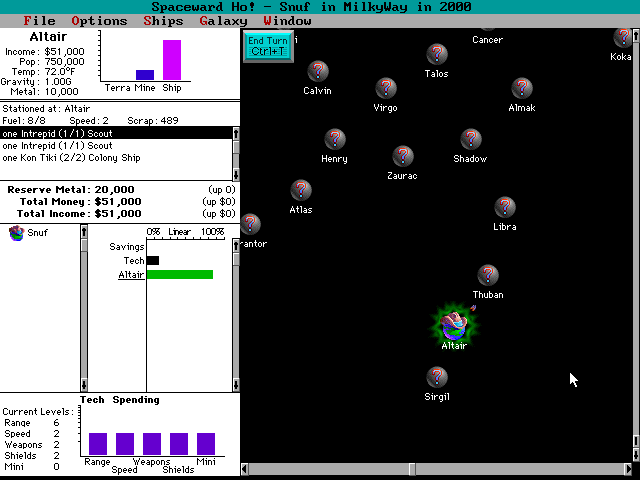 Spaceward Ho! - Snuf in MilkyWay in 2000
File Options Ships Galaxy Window
Altair
Income: $51,000
Pop: 750,000
Temp: 72.0°F
Gravity: 1.00G
Metal: 10,000
Terra Mine Ship
Stationed at: Altair
Fuel: 8/8 Speed: 2 Scrap: 489
one Intrepid (1/1) Scout
one Intrepid (1/1) Scout
one Kon Tiki (2/2) Colony Ship
Reserve Metal: 20,000 (up 0)
Total Money: $51,000 (up $0)
Total Income: $51,000 (up $0)
Snuf
0% Linear 100%
Savings
Tech
Altair
Tech Spending
Current Levels:
Range 6
Speed 2
Weapons 2
Shields 2
Mini 0
Range Weapons Mini
Speed Shields
End Turn
Ctrl+T
i
Cancer
Koka
Talos
Calvin
Virgo
Almak
Henry
Zaurac
Shadow
Atlas
Libra
rantor
Thuban
Altair
Sirgil